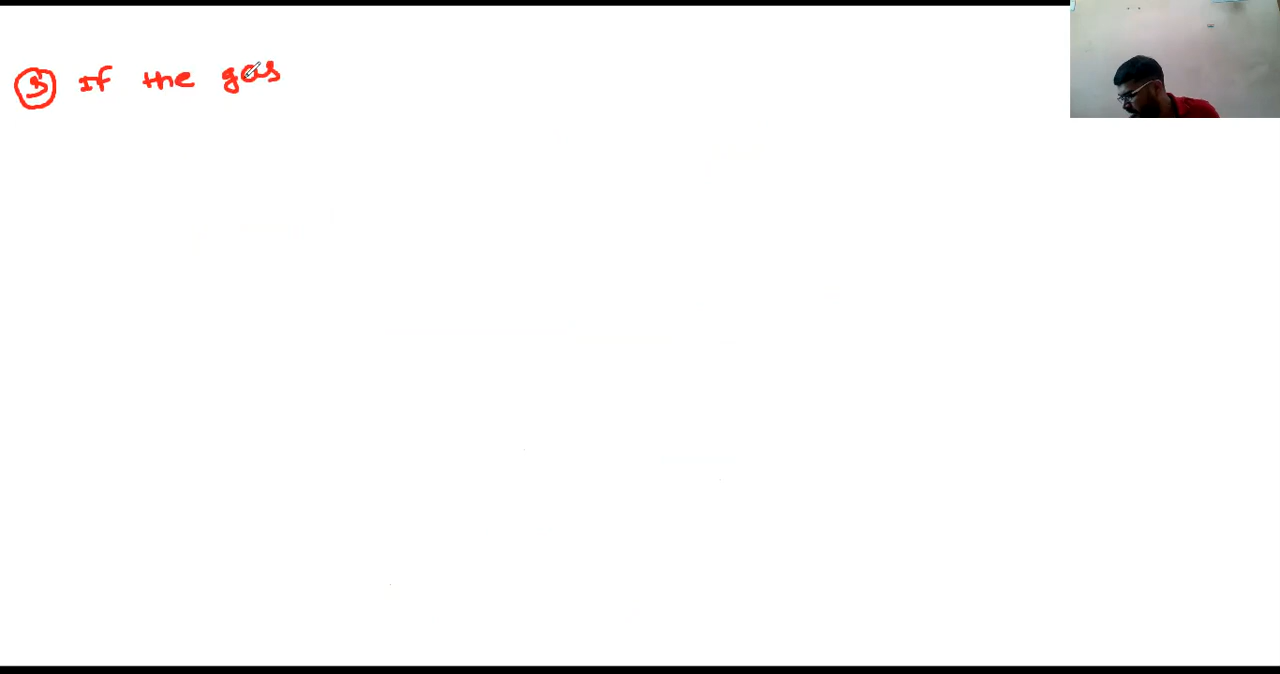 ③ If the gas